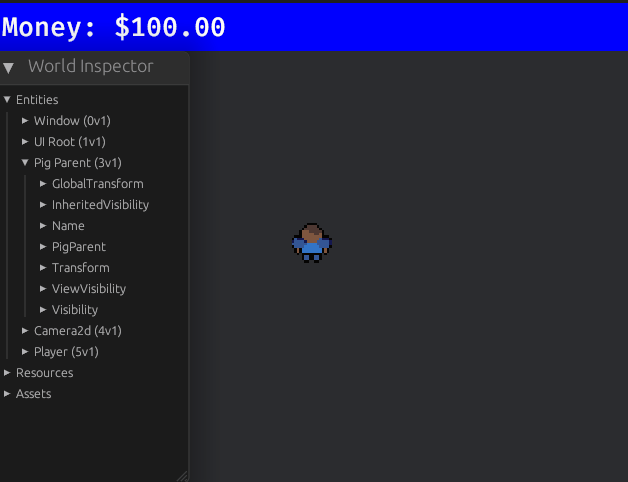 Money: $100.00
World Inspector
Entities
Window (0v1)
UI Root (1v1)
Pig Parent (3v1)
GlobalTransform
InheritedVisibility
Name
PigParent
Transform
ViewVisibility
Visibility
Camera2d (4v1)
Player (5v1)
Resources
Assets